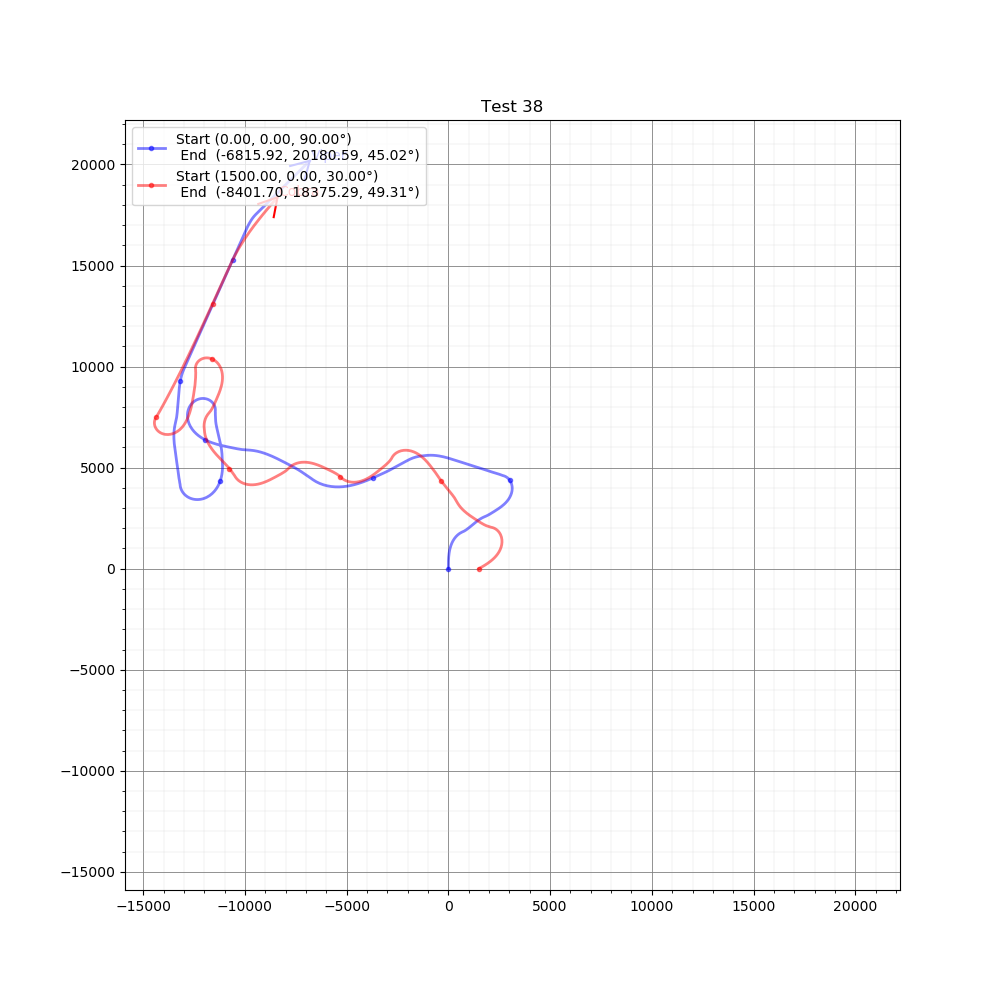 Test 38
Start (0.00, 0.00, 90.00°)
End (-6815.92, 20180.59, 45.02°)
Start (1500.00, 0.00, 30.00°)
End (-8401.70, 18375.29, 49.31°)
20000
15000
10000
5000
0
−5000
−10000
−15000
−15000 −10000 −5000 0 5000 10000 15000 20000